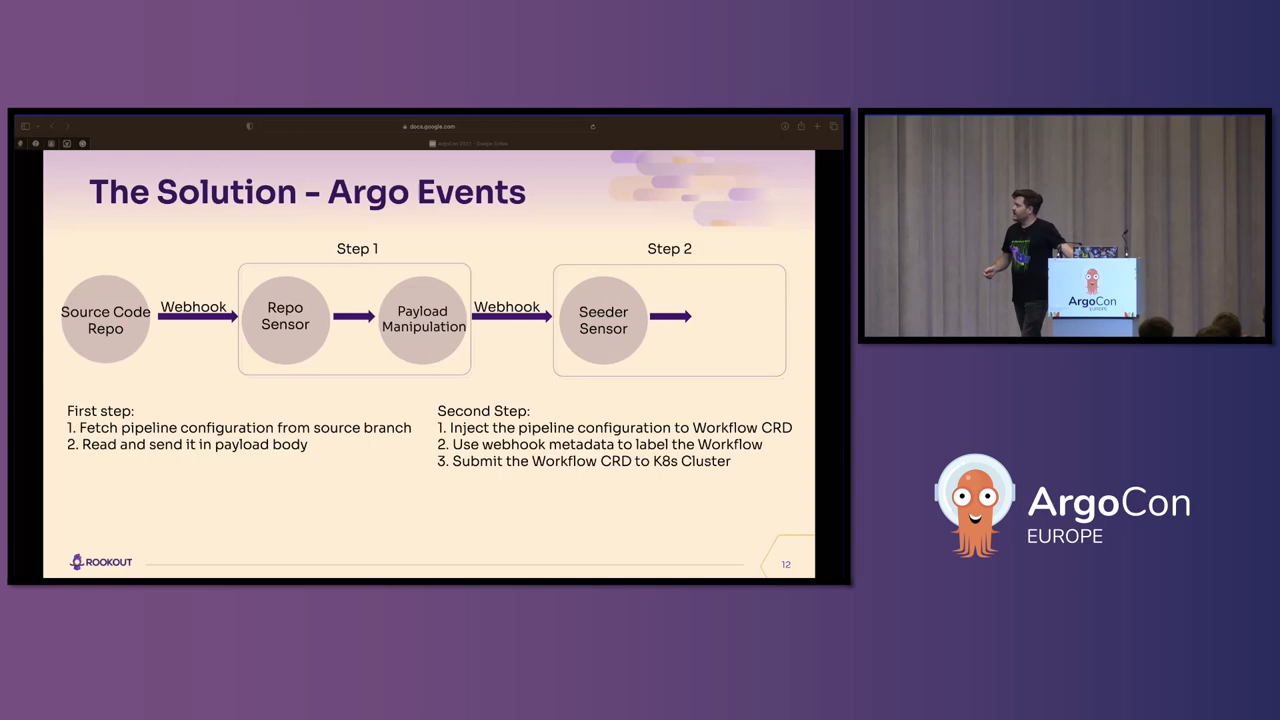 docs.google.com
The Solution - Argo Events
Step 1
Step 2
Source Code
Repo
Webhook
Repo
Sensor
Payload
Manipulation
Webhook
Seeder
Sensor
First step:
1. Fetch pipeline configuration from source branch
2. Read and send it in payload body
Second Step:
1. Inject the pipeline configuration to Workflow CRD
2. Use webhook metadata to label the Workflow
3. Submit the Workflow CRD to K8s Cluster
ROOKOUT
12
ArgoCon
EUROPE
ArgoCon
EUROPE